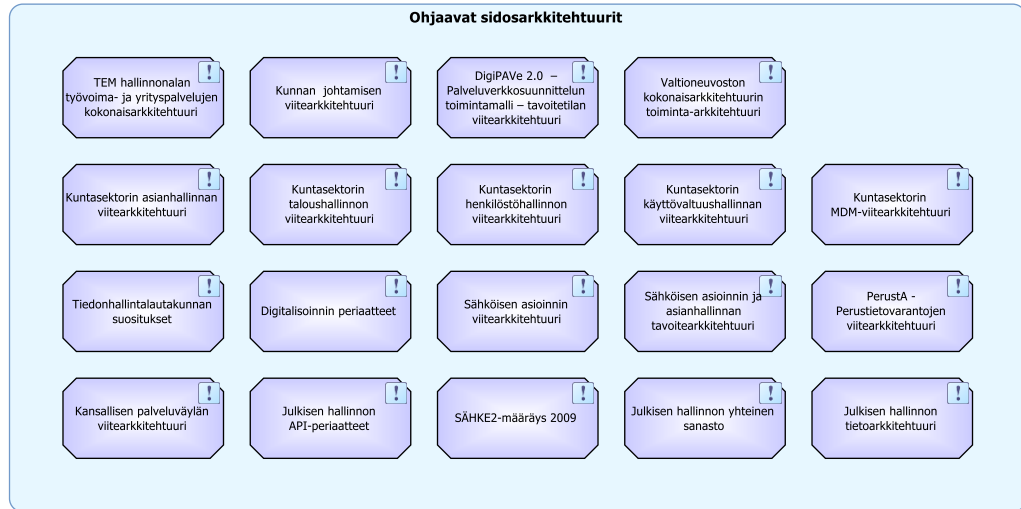 Ohjaavat sidosarkkitehtuurit
TEM hallinnonalan
työvoima- ja yrityspalvelujen
kokonaisarkkitehtuuri
Kunnan johtamisen
viitearkkitehtuuri
DigiPAVe 2.0 –
Palveluverkkosuunnittelun
toimintamalli – tavoitetilan
viitearkkitehtuuri
Valtioneuvoston
kokonaisarkkitehtuurin
toiminta-arkkitehtuuri
Kuntasektorin asianhallinnan
viitearkkitehtuuri
Kuntasektorin
taloushallinnon
viitearkkitehtuuri
Kuntasektorin
henkilöstöhallinnon
viitearkkitehtuuri
Kuntasektorin
käyttövaltuushallinnan
viitearkkitehtuuri
Kuntasektorin
MDM-viitearkkitehtuuri
Tiedonhallintalautakunnan
suositukset
Digitalisoinnin periaatteet
Sähköisen asioinnin
viitearkkitehtuuri
Sähköisen asioinnin ja
asianhallinnan
tavoitearkkitehtuuri
PerustA -
Perustietovarantojen
viitearkkitehtuuri
Kansallisen palveluväylän
viitearkkitehtuuri
Julkisen hallinnon
API-periaatteet
SÄHKE2-määräys 2009
Julkisen hallinnon yhteinen
sanasto
Julkisen hallinnon
tietoarkkitehtuuri